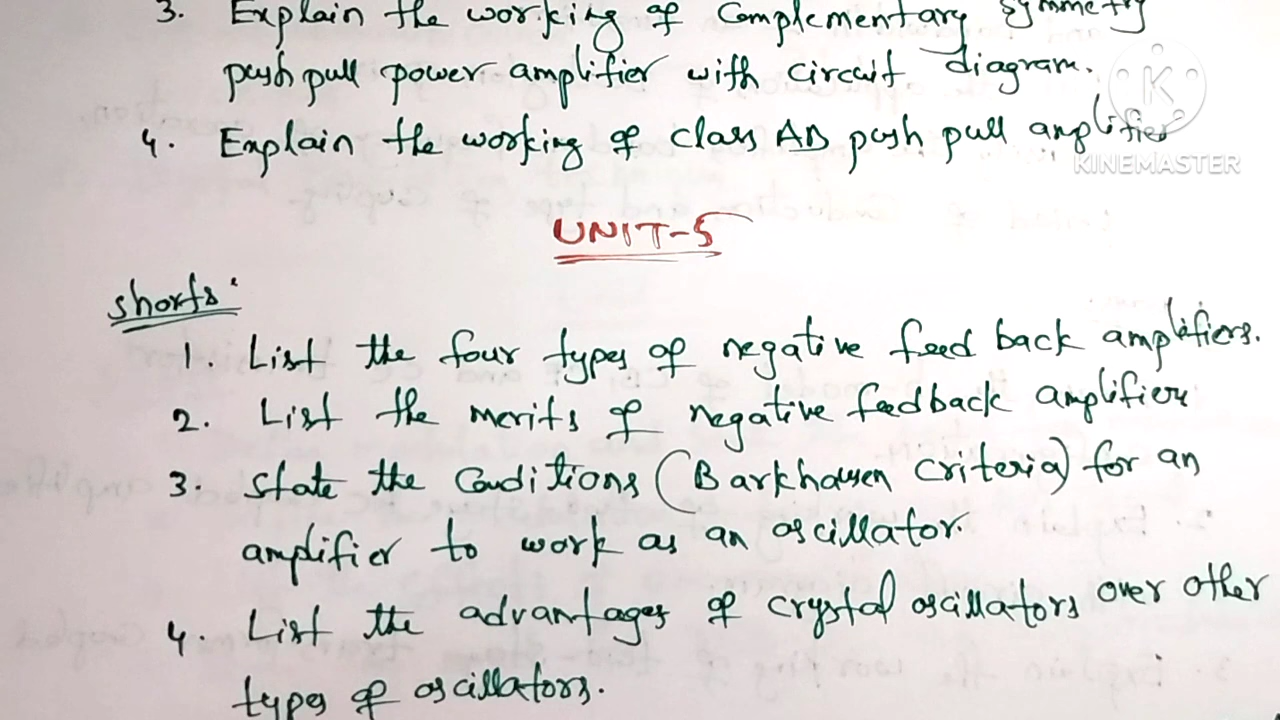 3. Explain the working of Complementary symmetry
push pull power amplifier with circuit diagram.
4. Explain the working of class AB push pull amplifier
K
KINEMASTER
UNIT-5
shorts:
1. List the four types of negative feed back amplifiers.
2. List the merits of negative feedback amplifiers
3. State the Conditions (Barkhausen Criteria) for an
amplifier to work as an oscillator.
4. List the advantages of crystal oscillators over other
types of oscillators.